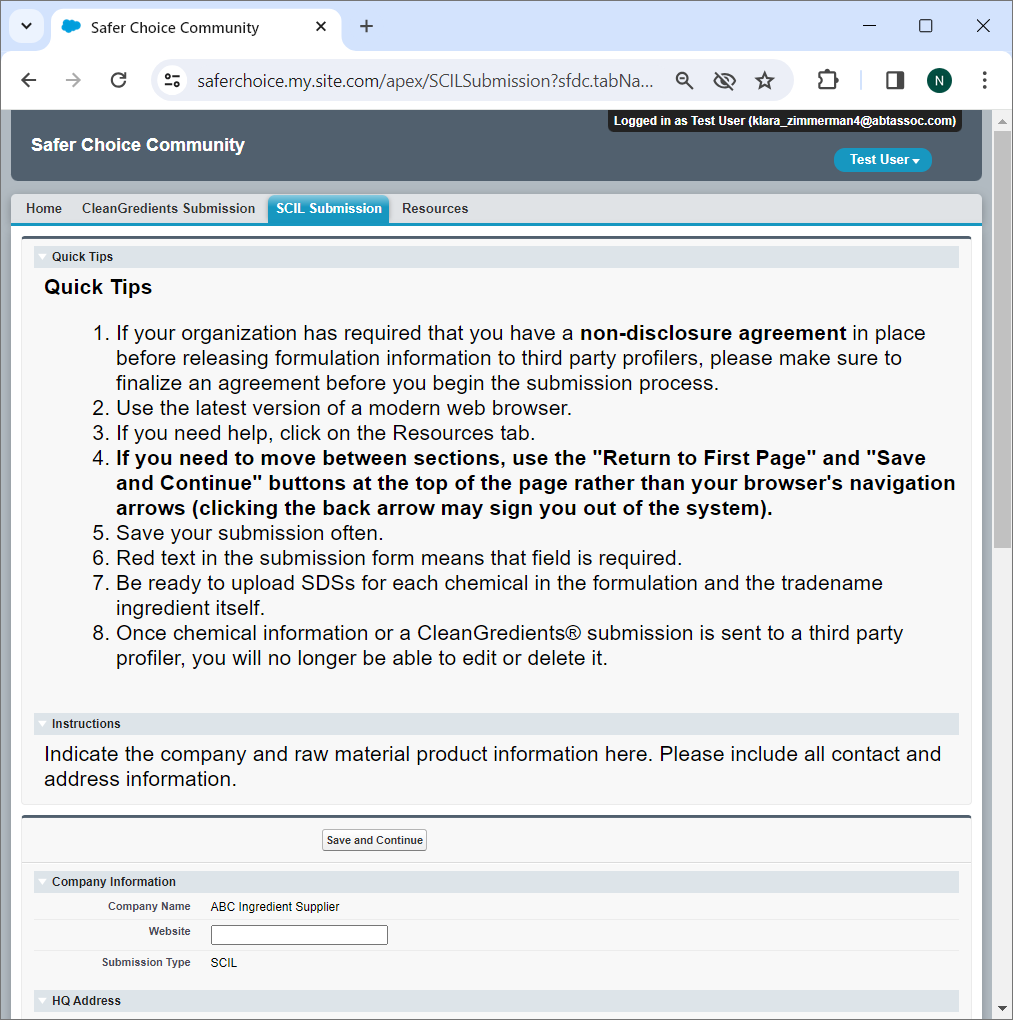 Safer Choice Community
saferchoice.my.site.com/apex/SCILSubmission?sfdc.tabNa...
N
Logged in as Test User (klara_zimmerman4@abtassoc.com)
Safer Choice Community
Test User
Home CleanGredients Submission SCIL Submission Resources
Quick Tips
Quick Tips
1. If your organization has required that you have a non-disclosure agreement in place
before releasing formulation information to third party profilers, please make sure to
finalize an agreement before you begin the submission process.
2. Use the latest version of a modern web browser.
3. If you need help, click on the Resources tab.
4. If you need to move between sections, use the "Return to First Page" and "Save
and Continue" buttons at the top of the page rather than your browser's navigation
arrows (clicking the back arrow may sign you out of the system).
5. Save your submission often.
6. Red text in the submission form means that field is required.
7. Be ready to upload SDSs for each chemical in the formulation and the tradename
ingredient itself.
8. Once chemical information or a CleanGredients® submission is sent to a third party
profiler, you will no longer be able to edit or delete it.
Instructions
Indicate the company and raw material product information here. Please include all contact and
address information.
Save and Continue
Company Information
Company Name ABC Ingredient Supplier
Website
Submission Type SCIL
HQ Address